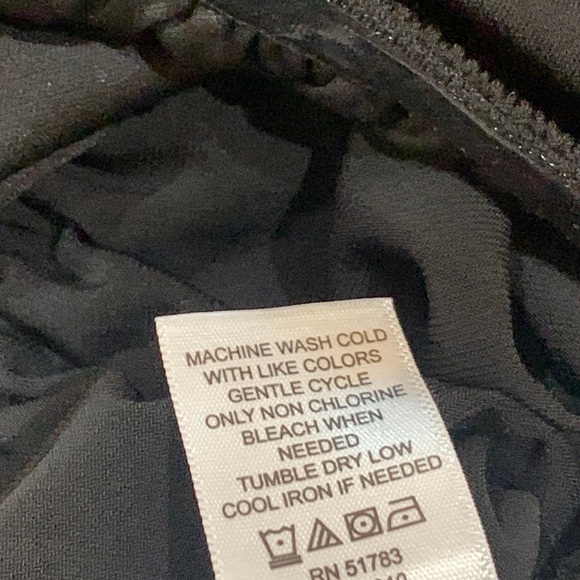 MACHINE WASH COLD
WITH LIKE COLORS
GENTLE CYCLE
ONLY NON CHLORINE
BLEACH WHEN
NEEDED
TUMBLE DRY LOW
COOL IRON IF NEEDED
RN 51783